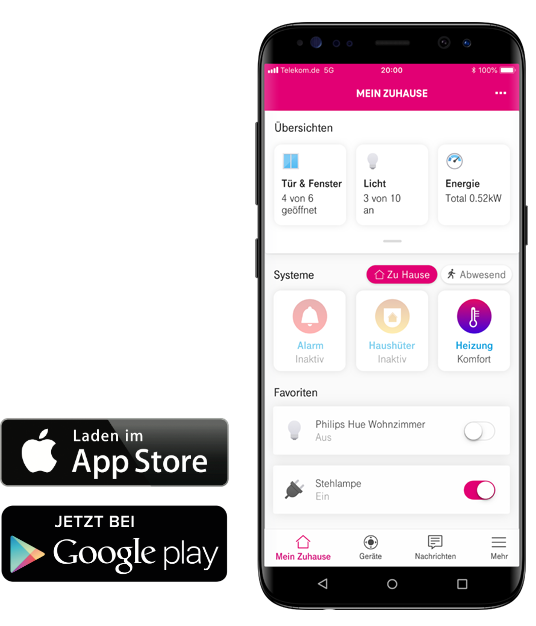 Telekom.de 5G 20:00 100%
MEIN ZUHAUSE
Übersichten
Tür & Fenster
4 von 6
geöffnet
Licht
3 von 10
an
Energie
Total 0.52kW
Systeme
Zu Hause
Abwesend
Alarm
Inaktiv
Haushüter
Inaktiv
Heizung
Komfort
Favoriten
Philips Hue Wohnzimmer
Aus
Stehlampe
Ein
Mein Zuhause
Geräte
Nachrichten
Mehr
Laden im
App Store
JETZT BEI
Google play